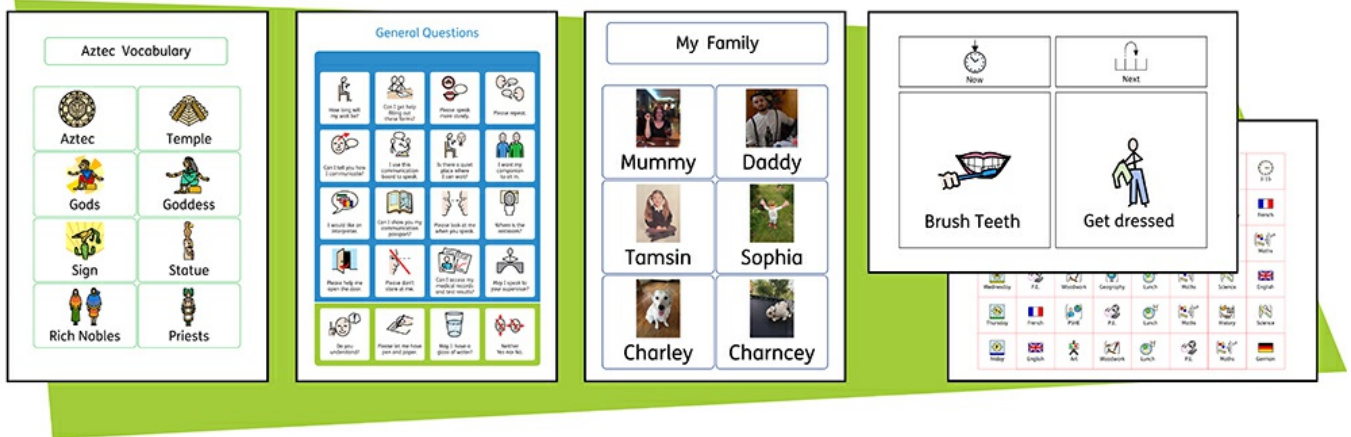 Aztec Vocabulary
Aztec
Temple
Gods
Goddess
Sign
Statue
Rich Nobles
Priests
General Questions
How long will
my wait be?
Can I get help
filling out
these forms?
Please speak
more slowly.
Please repeat.
Can I tell you how
I communicate?
I use this
communication
board to speak.
Is there a quiet
place where
I can wait?
I want my
companion
to sit in.
I would like an
interpreter.
Can I show you my
communication
passport?
Please look at me
when you speak.
Where is the
restroom?
Please help me
open the door.
Please don't
stare at me.
Can I access my
medical records
and test results?
May I speak to
your supervisor?
Do you
understand?
Please let me have
pen and paper.
May I have a
glass of water?
Neither
Yes nor No.
My Family
Mummy
Daddy
Tamsin
Sophia
Charley
Charncey
Now
Next
Brush Teeth
Get dressed
French
Maths
Wednesday
P.E.
Woodwork
Geography
Lunch
Maths
Science
English
Thursday
French
PSHE
P.E.
Lunch
Maths
History
Science
Friday
English
Art
Woodwork
Lunch
P.E.
Maths
German